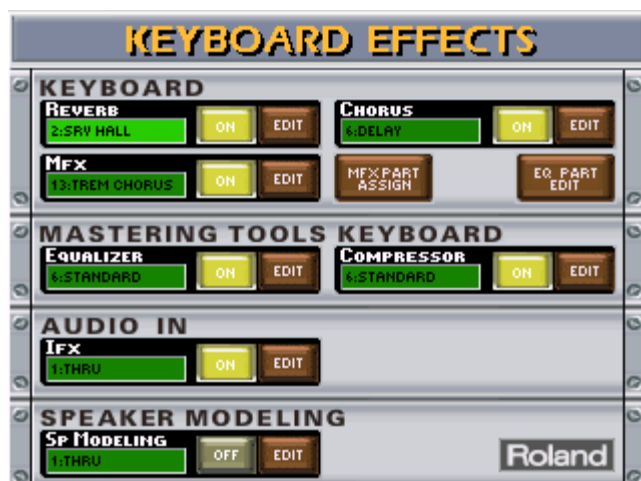 KEYBOARD EFFECTS
KEYBOARD
REVERB
2:SRV HALL ON EDIT
CHORUS
6:DELAY ON EDIT
MFX
13:TREM CHORUS ON EDIT
MFX PART
ASSIGN
EQ PART
EDIT
MASTERING TOOLS KEYBOARD
EQUALIZER
6:STANDARD ON EDIT
COMPRESSOR
6:STANDARD ON EDIT
AUDIO IN
IFX
1:THRU ON EDIT
SPEAKER MODELING
SP MODELING
1:THRU OFF EDIT
Roland